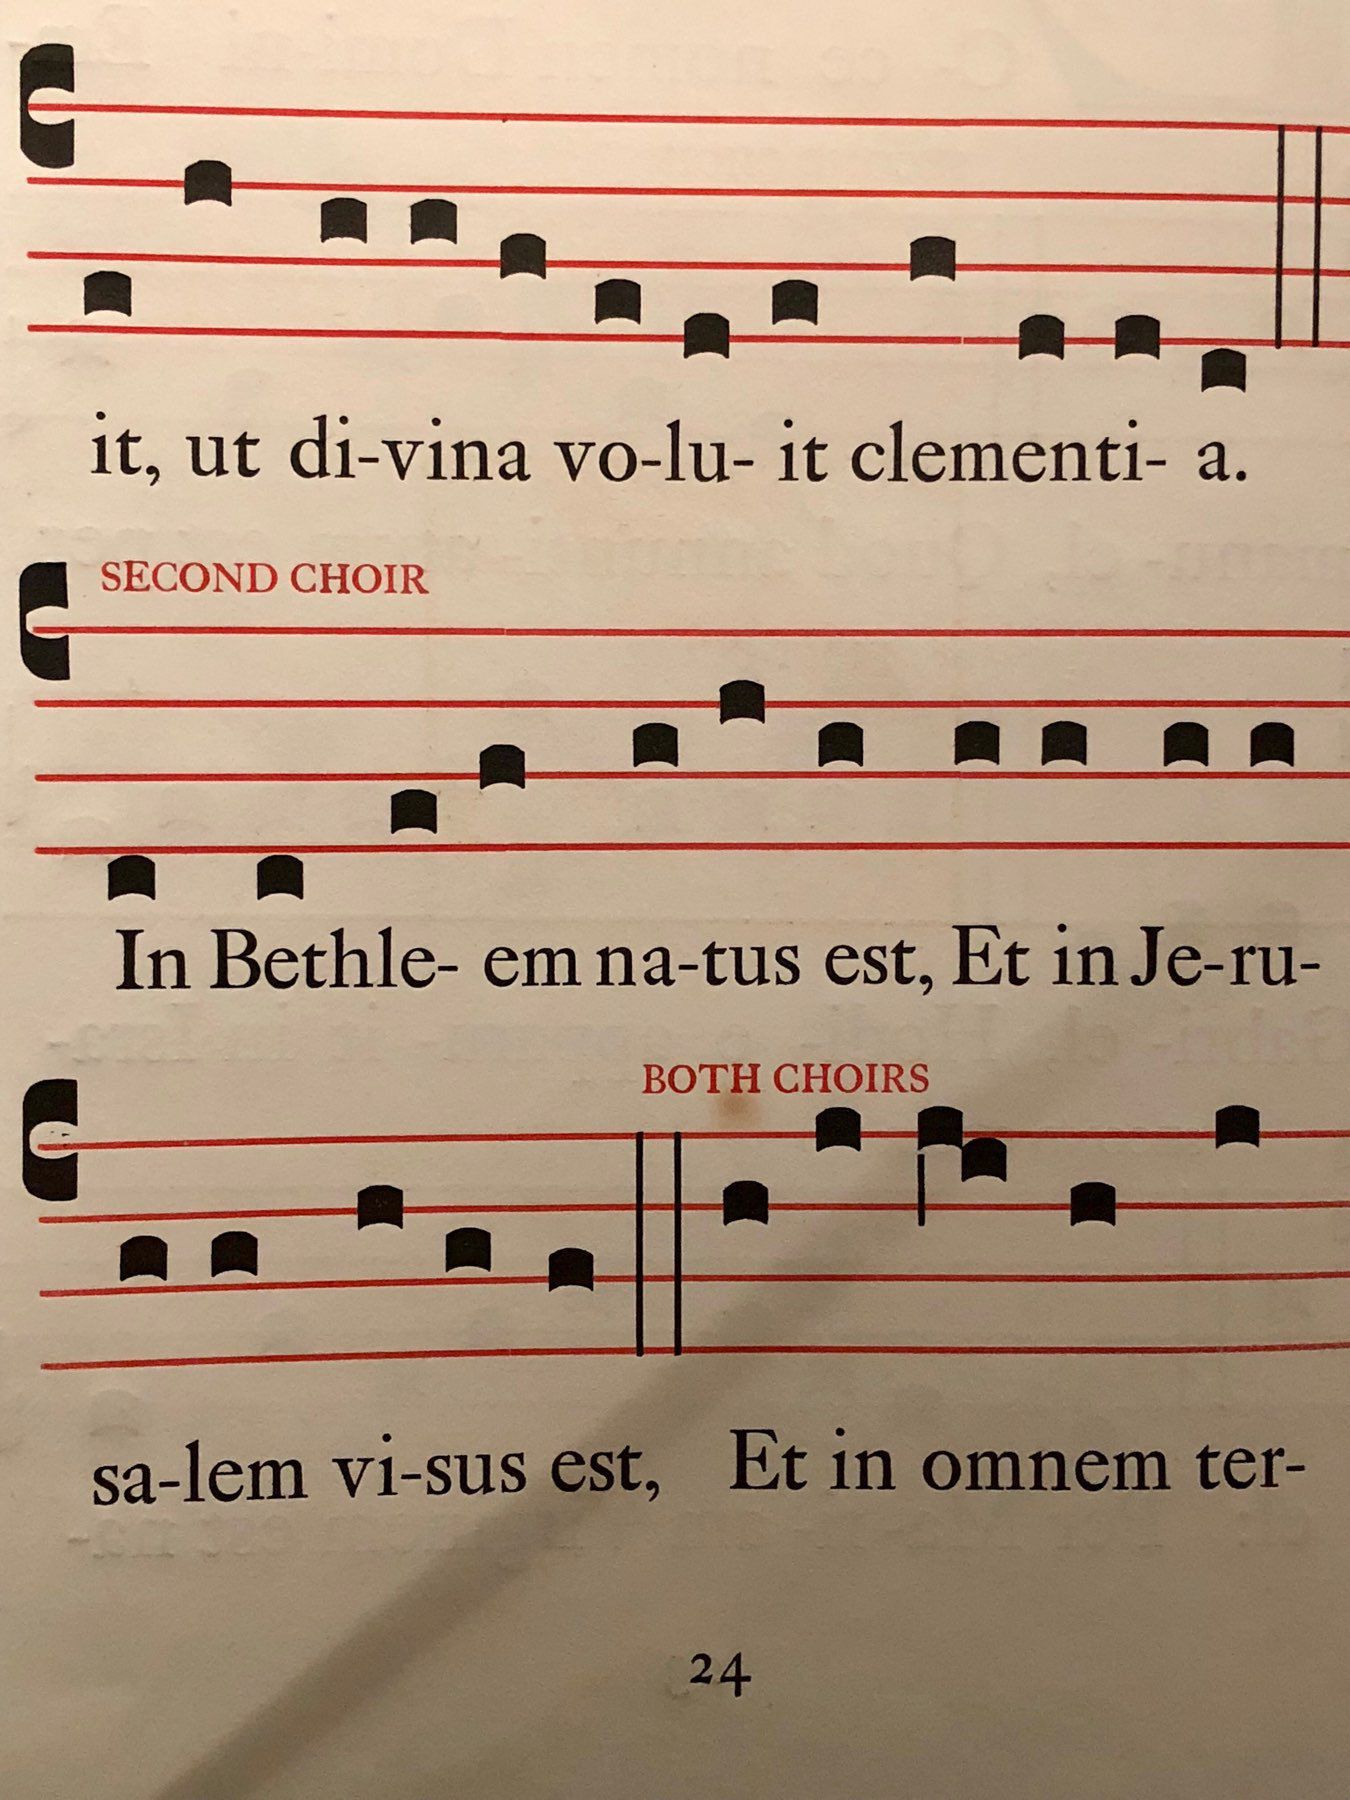 it, ut di-vina vo-lu- it clementi- a.
SECOND CHOIR
In Bethle- em na-tus est, Et in Je-ru-
BOTH CHOIRS
sa-lem vi-sus est, Et in omnem ter-
24